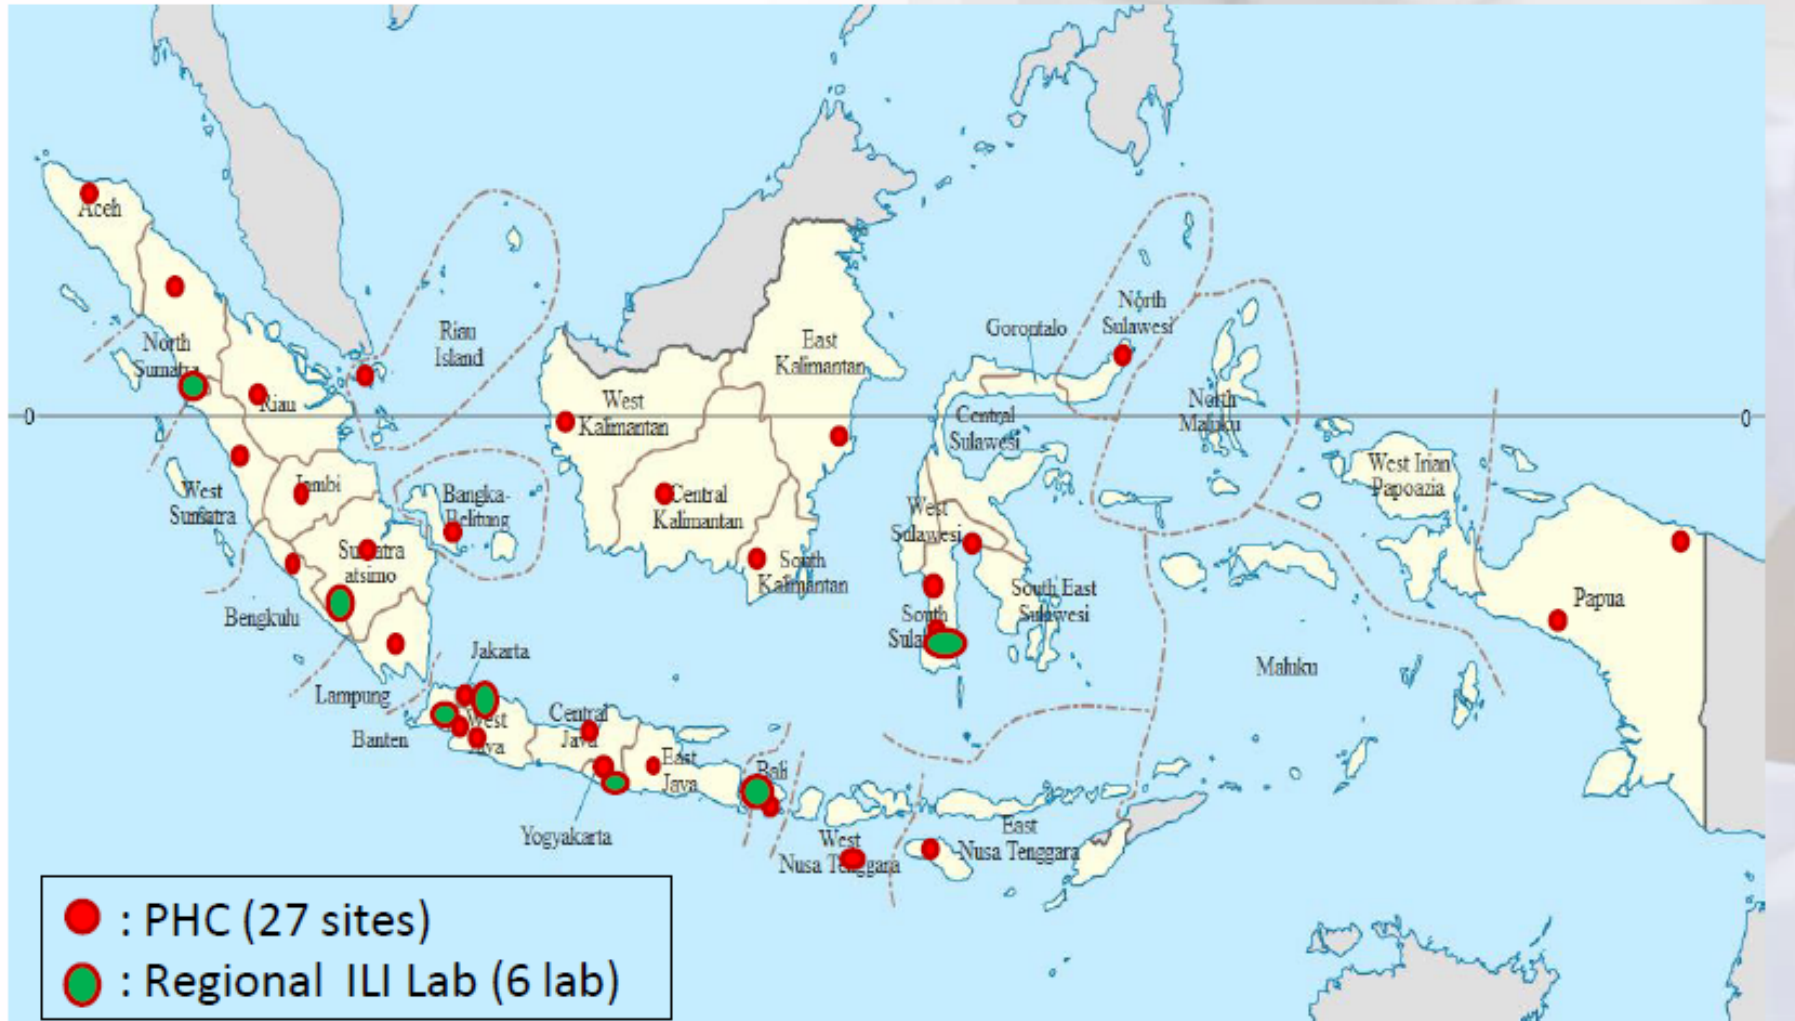 Aceh
North
Sumatra
Riau
Island
Riau
West
Sumatra
Jambi
Bangka-
Belitung
Sumatra
atsimo
Bengkulu
Lampung
Jakarta
Banten
West
Java
Central
Java
Yogyakarta
East
Java
Bali
West
Nusa Tenggara
East
Nusa Tenggara
West
Kalimantan
Central
Kalimantan
South
Kalimantan
East
Kalimantan
Gorontalo
North
Sulawesi
Central
Sulawesi
West
Sulawesi
South
South East
Sulawesi
North
Maluku
Maluku
West Irian
Papoazia
Papua
0
0
: PHC (27 sites)
: Regional ILI Lab (6 lab)